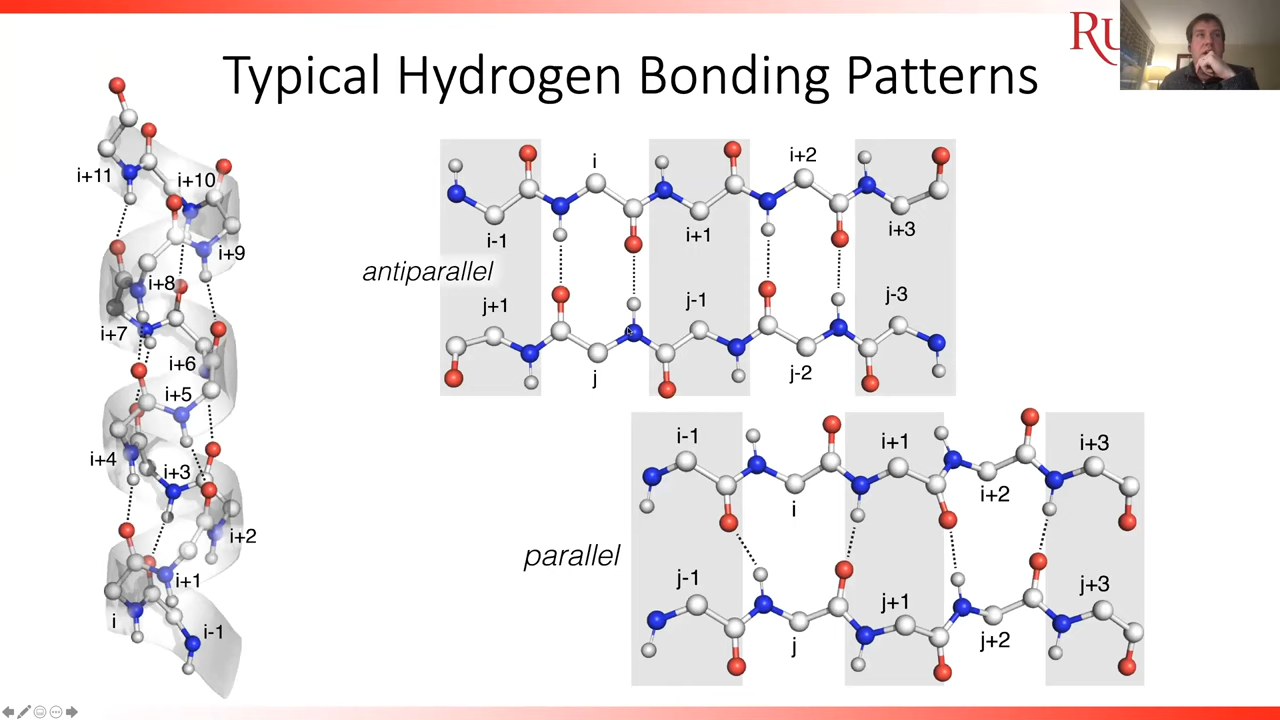 RU
Typical Hydrogen Bonding Patterns
i+11
i+10
i+9
i+8
i+7
i+6
i+5
i+4
i+3
i+2
i+1
i
i-1
antiparallel
i-1
i
i+1
i+2
i+3
j+1
j
j-1
j-2
j-3
parallel
i-1
i
i+1
i+2
i+3
j-1
j
j+1
j+2
j+3